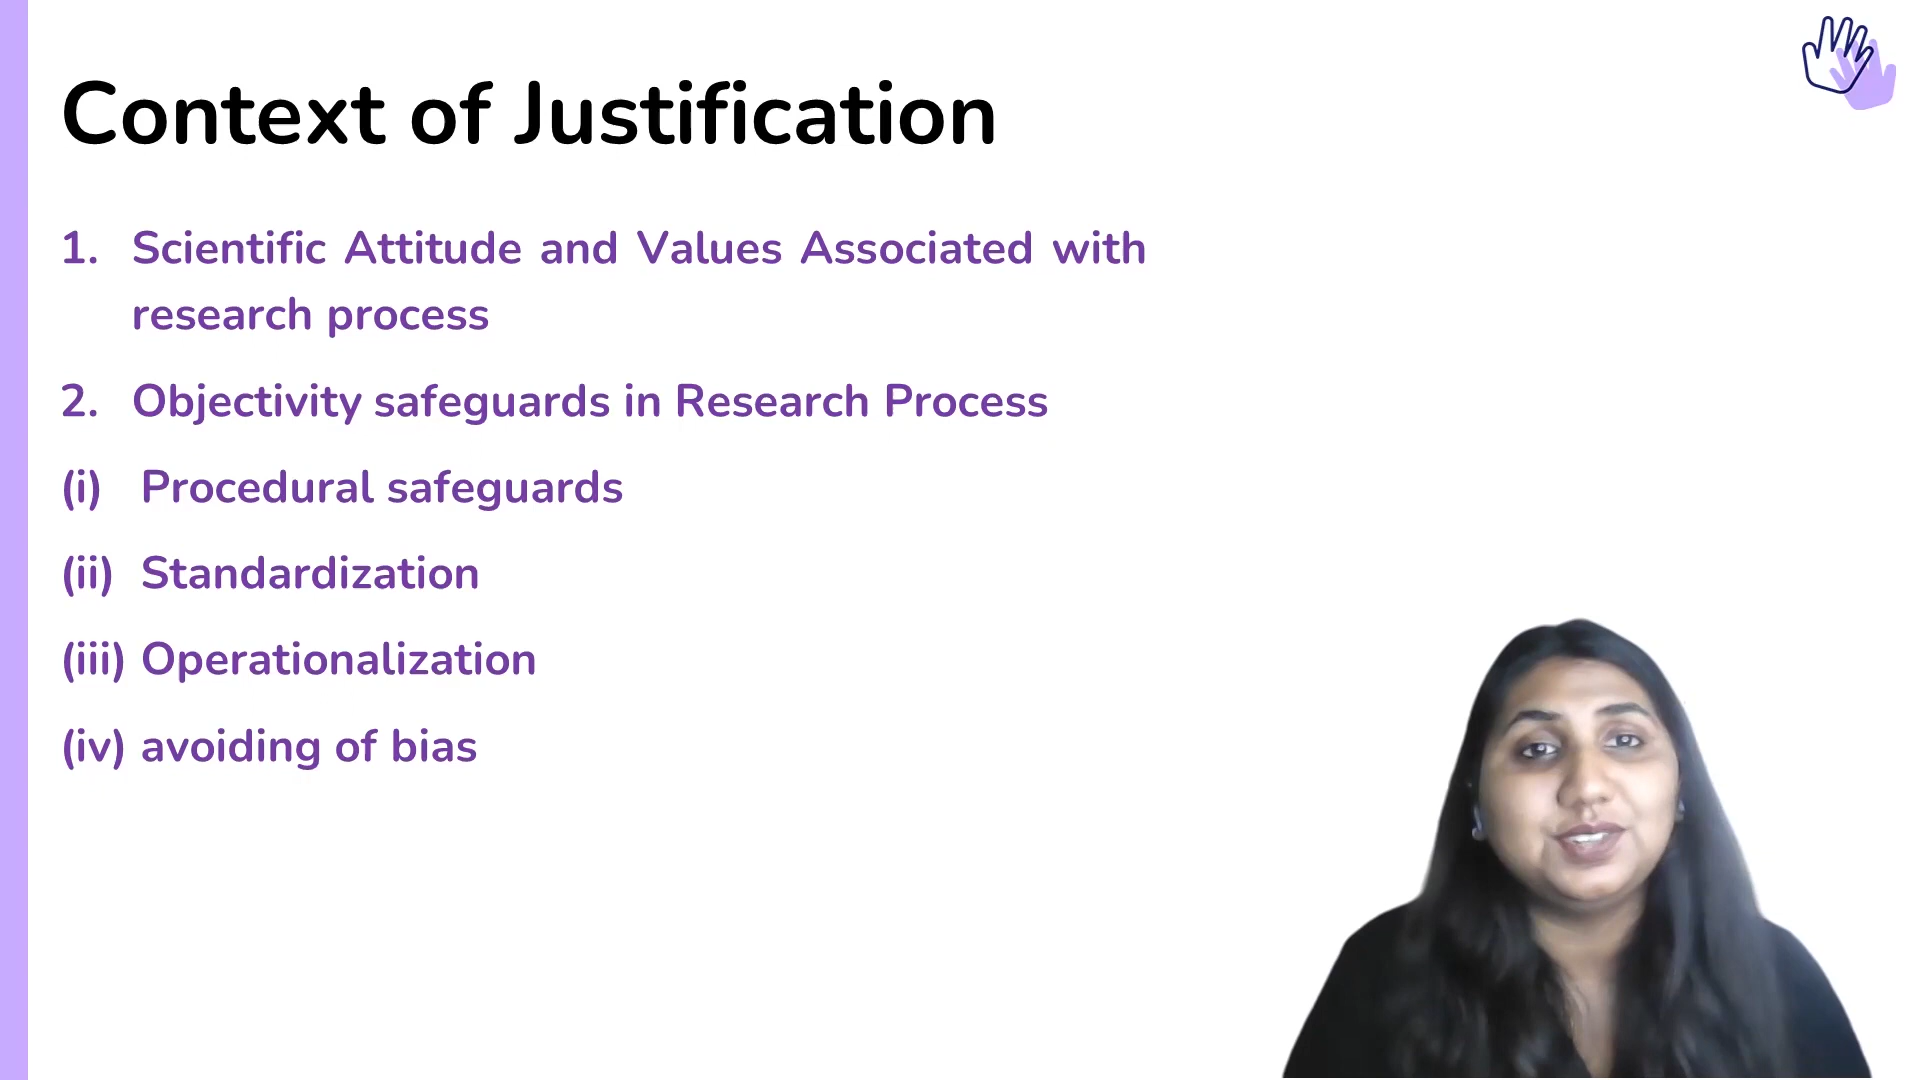 Context of Justification
1. Scientific Attitude and Values Associated with
research process
2. Objectivity safeguards in Research Process
(i) Procedural safeguards
(ii) Standardization
(iii) Operationalization
(iv) avoiding of bias